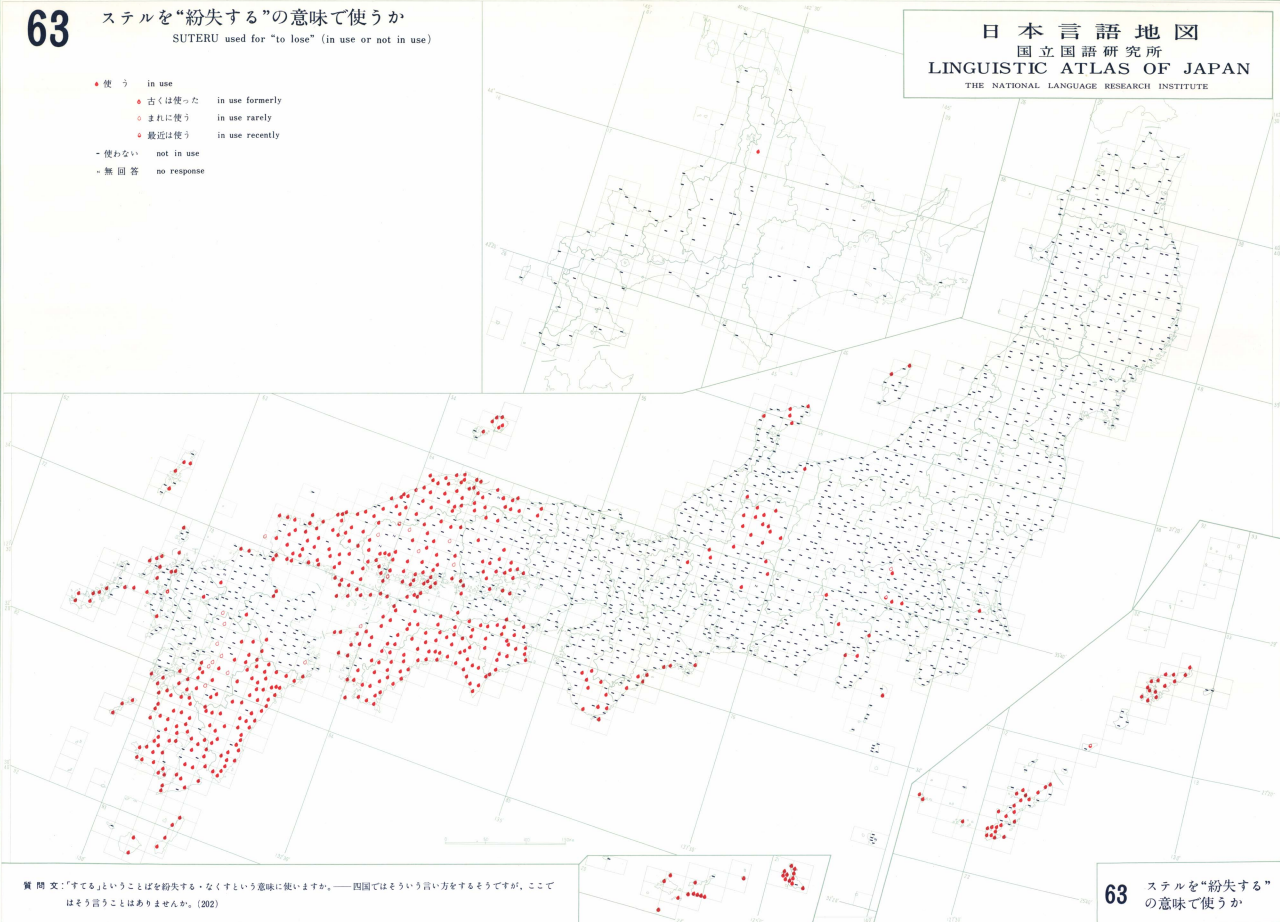 63
ステルを“紛失する”の意味で使うか
SUTERU used for “to lose” (in use or not in use)
使う in use
古くは使った in use formerly
まれに使う in use rarely
最近は使う in use recently
使わない not in use
無回答 no response
日本言語地図
国立国語研究所
LINGUISTIC ATLAS OF JAPAN
THE NATIONAL LANGUAGE RESEARCH INSTITUTE
質問文:「すてる」ということばを紛失する・なくすという意味に使いますか。——四国ではそういう言い方をするそうですが，ここで
はそう言うことはありませんか。(202)
63
ステルを“紛失する”
の意味で使うか